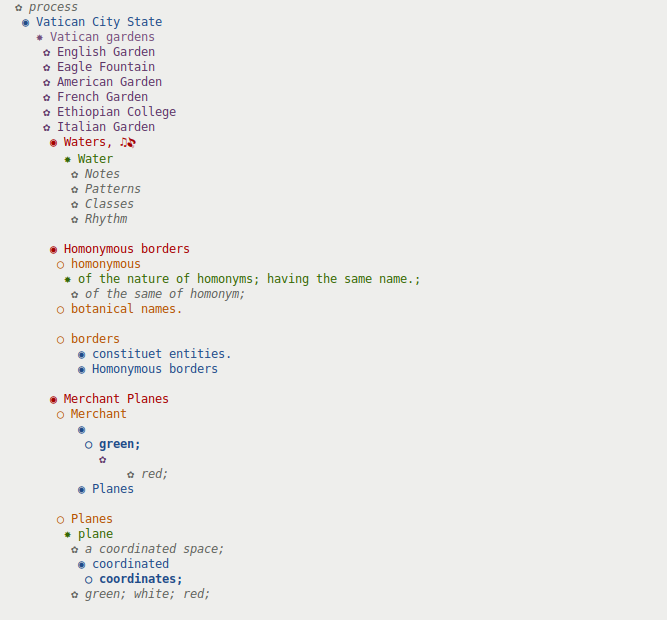 ✿ process
◉ Vatican City State
✸ Vatican gardens
✿ English Garden
✿ Eagle Fountain
✿ American Garden
✿ French Garden
✿ Ethiopian College
✿ Italian Garden
◉ Waters, ♫
✸ Water
✿ Notes
✿ Patterns
✿ Classes
✿ Rhythm
◉ Homonymous borders
○ homonymous
✸ of the nature of homonyms; having the same name.;
✿ of the same of homonym;
○ botanical names.
○ borders
◉ constituet entities.
◉ Homonymous borders
◉ Merchant Planes
○ Merchant
◉
○ green;
✿
✿ red;
◉ Planes
○ Planes
✸ plane
✿ a coordinated space;
◉ coordinated
○ coordinates;
✿ green; white; red;